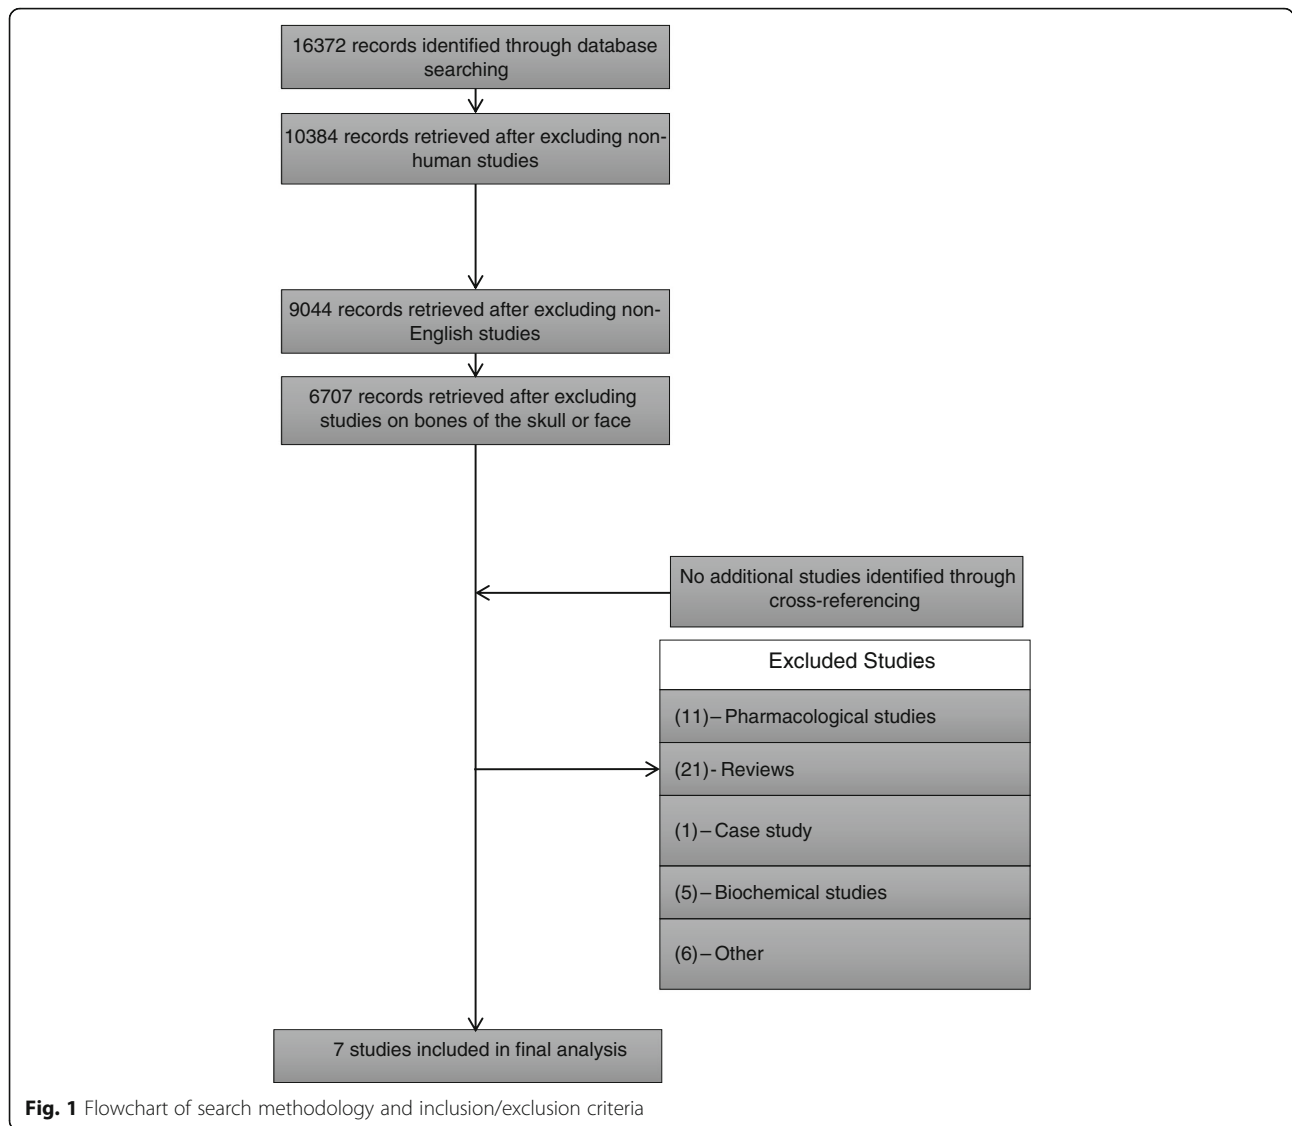 16372 records identified through database
searching
10384 records retrieved after excluding non-
human studies
9044 records retrieved after excluding non-
English studies
6707 records retrieved after excluding
studies on bones of the skull or face
No additional studies identified through
cross-referencing
Excluded Studies
(11)– Pharmacological studies
(21)- Reviews
(1)– Case study
(5)– Biochemical studies
(6)– Other
7 studies included in final analysis
Fig. 1 Flowchart of search methodology and inclusion/exclusion criteria